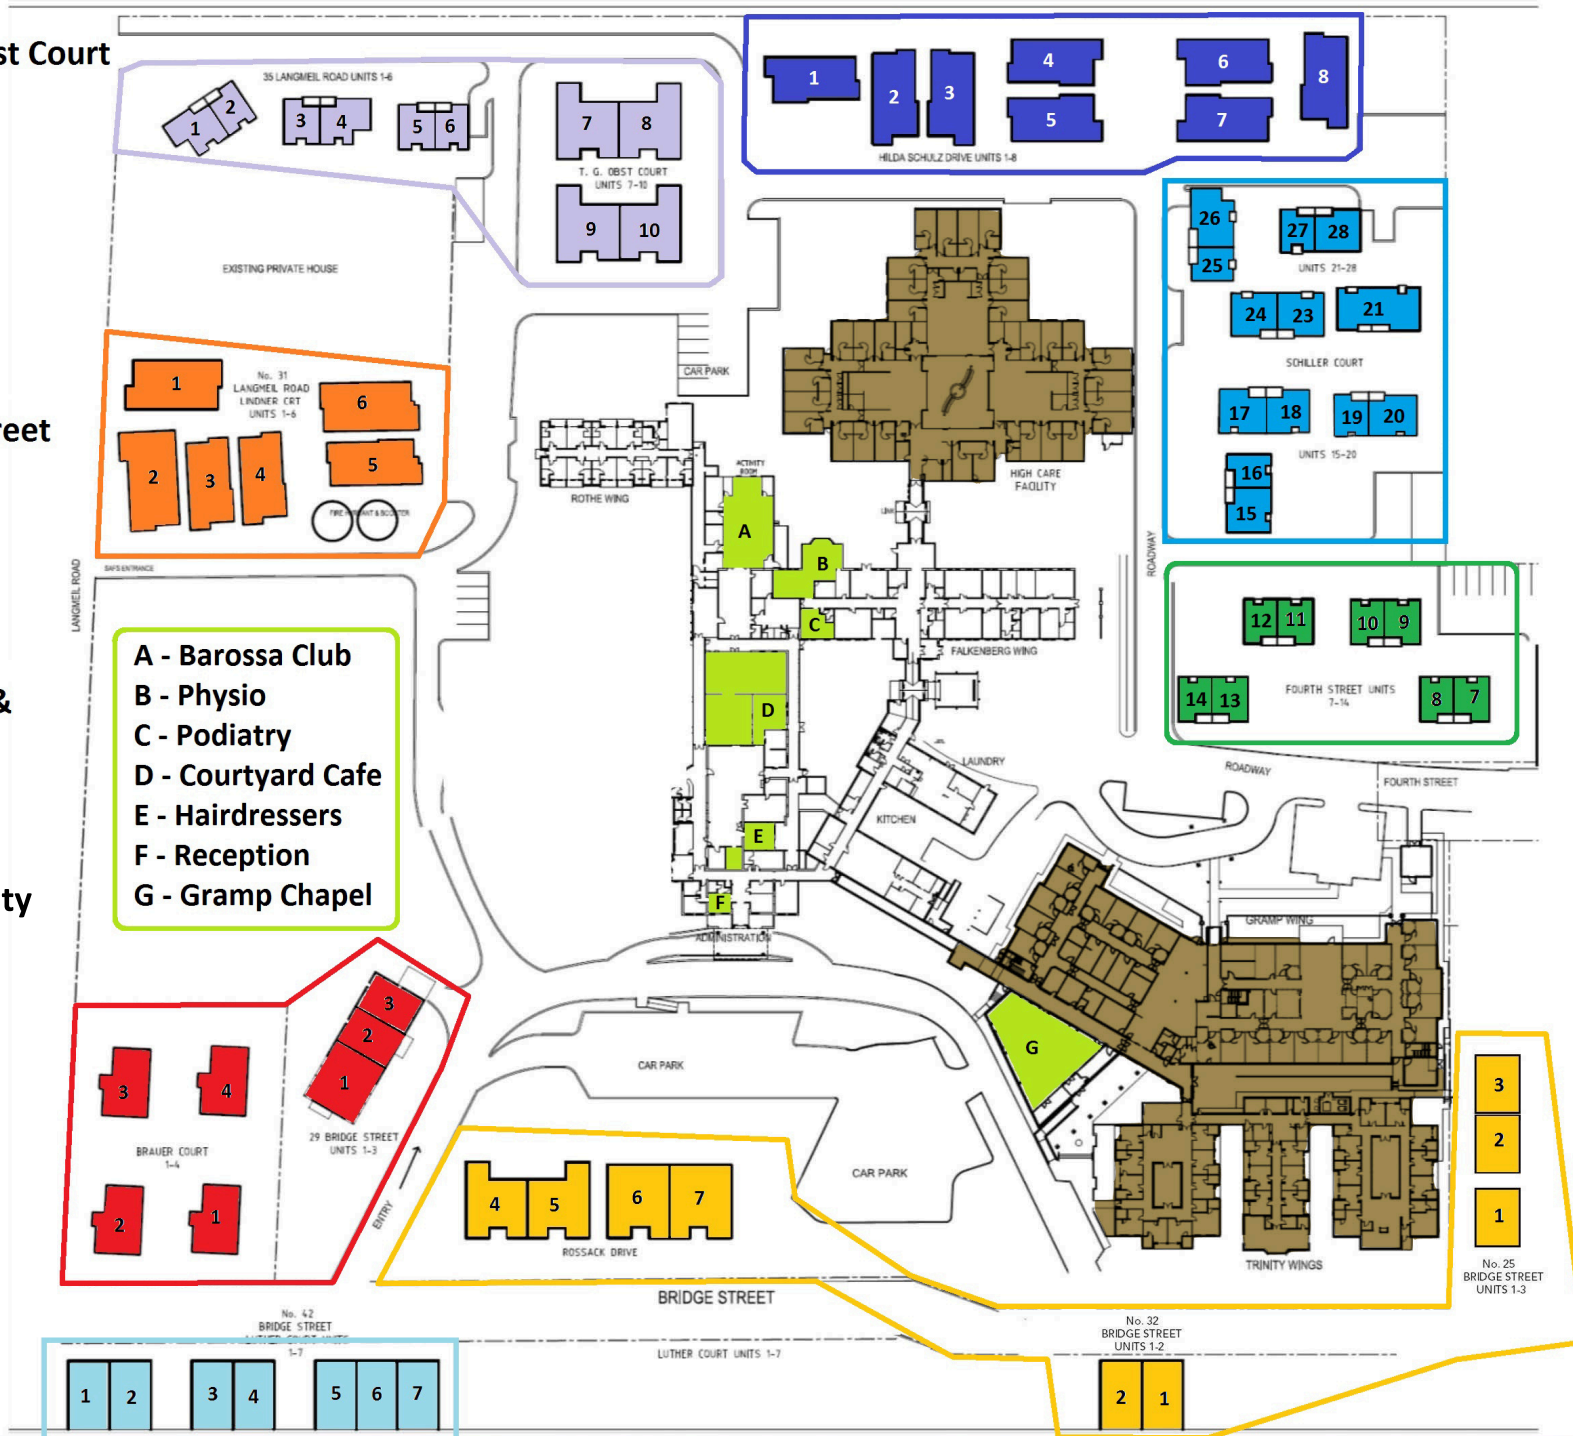 st Court
35 LANGMEIL ROAD UNITS 1-6
1
2
3
4
5
6
7
8
T. G. OBST COURT
UNITS 7-10
9
10
1
2
3
4
5
6
7
8
HILDA SCHULZ DRIVE UNITS 1-8
EXISTING PRIVATE HOUSE
26
25
27
28
UNITS 21-28
24
23
21
SCHILLER COURT
17
18
19
20
UNITS 15-20
16
15
CAR PARK
1
No. 31
LANGMEIL ROAD
LINDNER CRT
UNITS 1-6
6
2
3
4
5
reet
ROTHE WING
ACTIVITY
ROOM
HIGH CARE
FACILITY
LINK
LANGMEIL ROAD
ROADWAY
A
B
C
FALKENBERG WING
12
11
10
9
14
13
FOURTH STREET UNITS
7-14
8
7
&
ty
A - Barossa Club
B - Physio
C - Podiatry
D - Courtyard Cafe
E - Hairdressers
F - Reception
G - Gramp Chapel
D
LAUNDRY
KITCHEN
E
F
ADMINISTRATION
ROADWAY
FOURTH STREET
GRAMP WING
G
3
2
1
29 BRIDGE STREET
UNITS 1-3
3
4
BRAUER COURT
1-4
2
1
ENTRY
CAR PARK
CAR PARK
4
5
6
7
ROSSACK DRIVE
TRINITY WINGS
3
2
1
No. 25
BRIDGE STREET
UNITS 1-3
BRIDGE STREET
No. 42
BRIDGE STREET
LUTHER COURT UNITS
1-7
LUTHER COURT UNITS 1-7
No. 32
BRIDGE STREET
UNITS 1-2
1
2
3
4
5
6
7
2
1